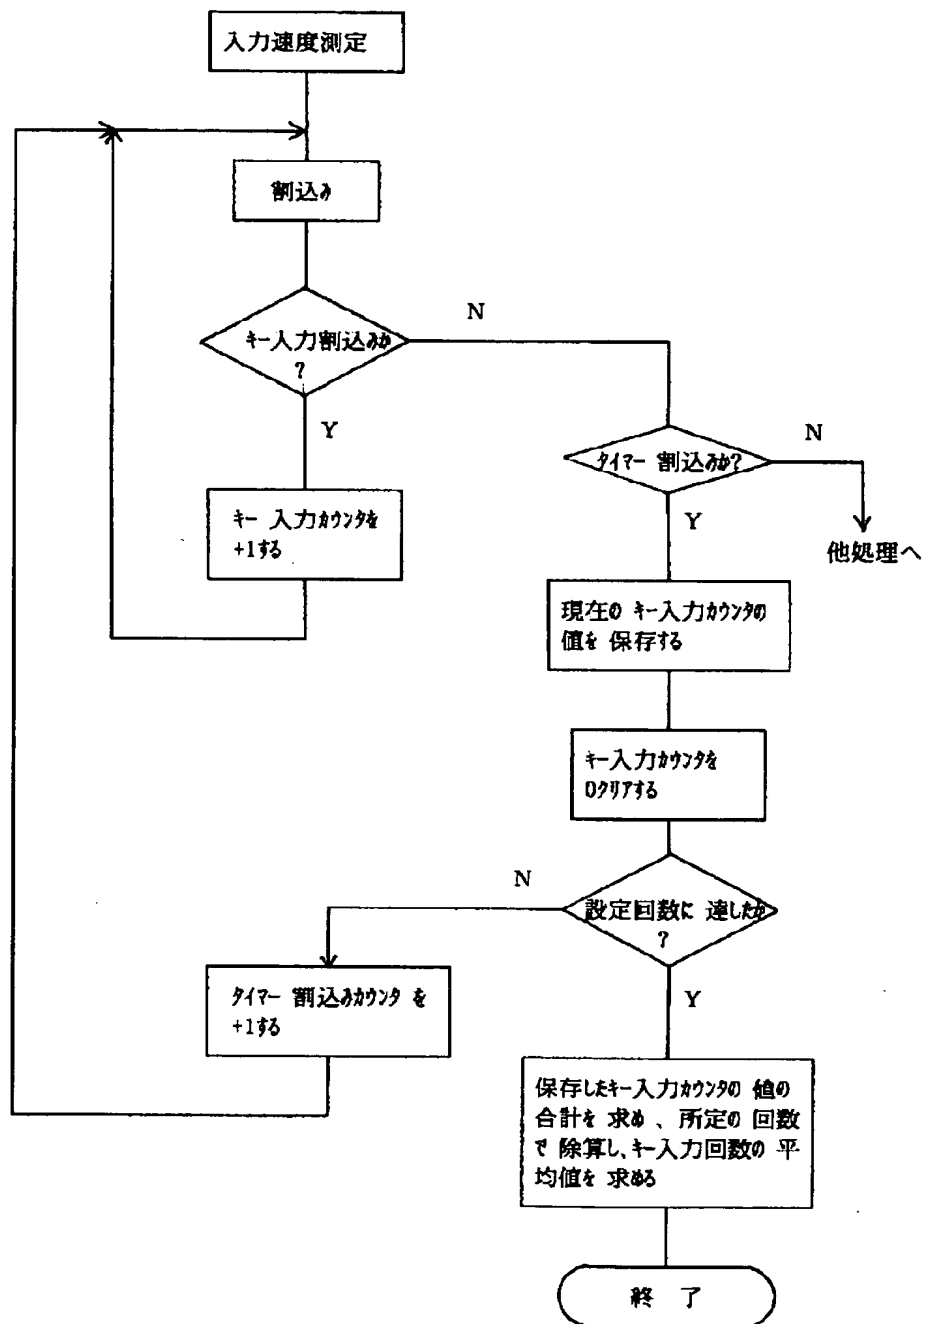 入力速度測定
割込み
N
キー入力割込みか
?
Y
N
タイマー 割込みか?
キー 入力カウンタを
+1する
Y
他処理へ
現在の キー入力カウンタの
値を 保存する
キー入力カウンタを
0クリアする
N
設定回数に 達したか
?
タイマー 割込みカウンタ を
+1する
Y
保存したキー入力カウンタの 値の
合計を 求め 、所定の 回数
で 除算し、キー入力回数の 平
均値を 求める
終 了